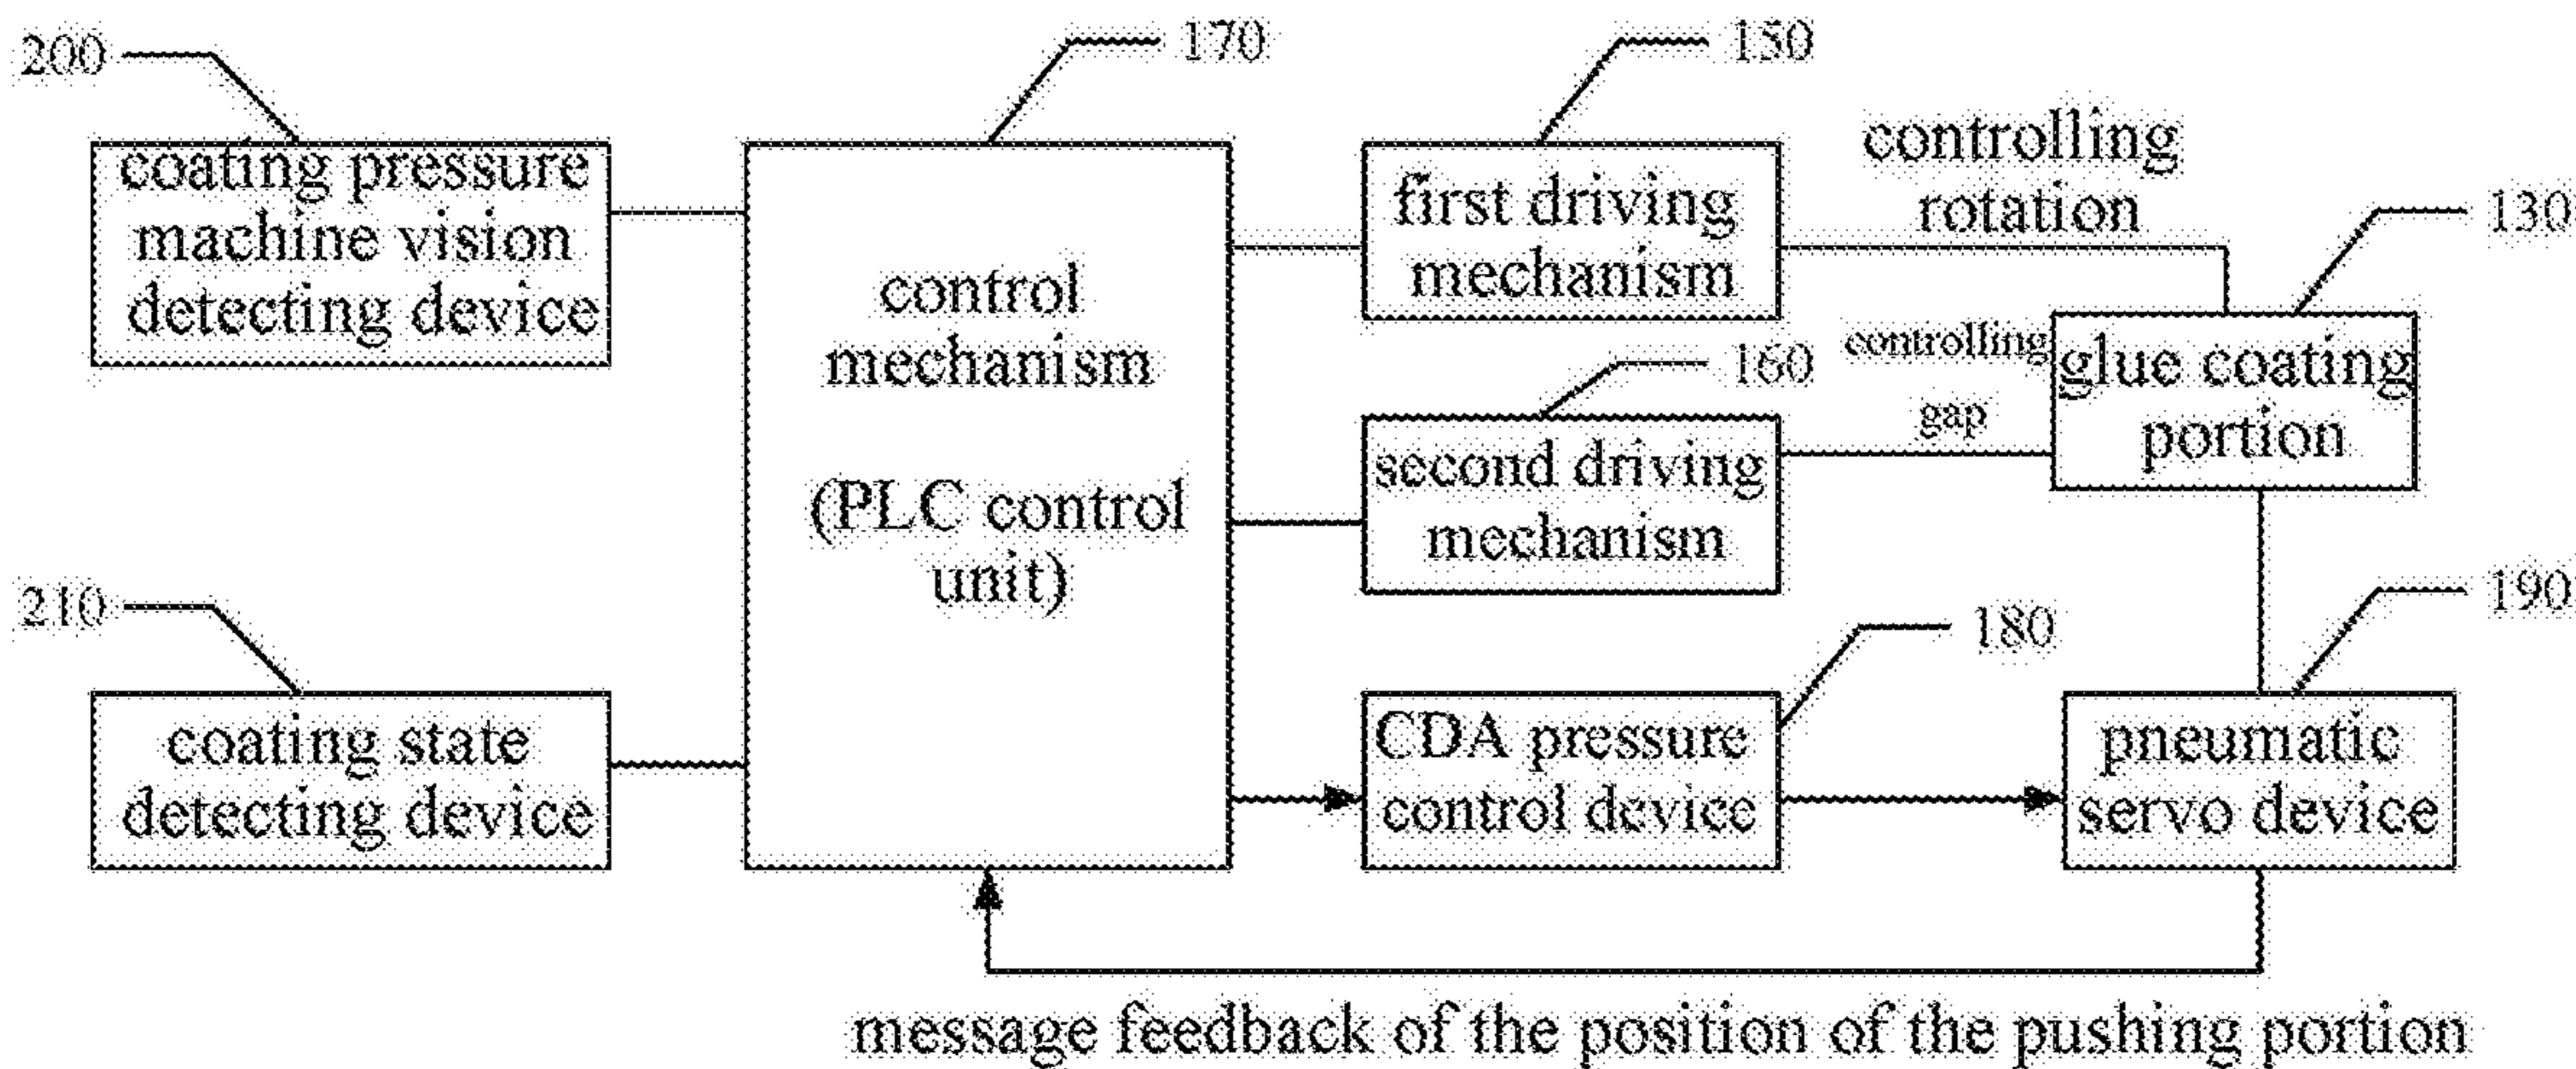 200
170
150
coating pressure
machine vision
detecting device
control
mechanism
(PLC control
unit)
first driving
mechanism
controlling
rotation
130
controlling
gap
glue coating
portion
160
second driving
mechanism
210
coating state
detecting device
180
CDA pressure
control device
190
pneumatic
servo device
message feedback of the position of the pushing portion